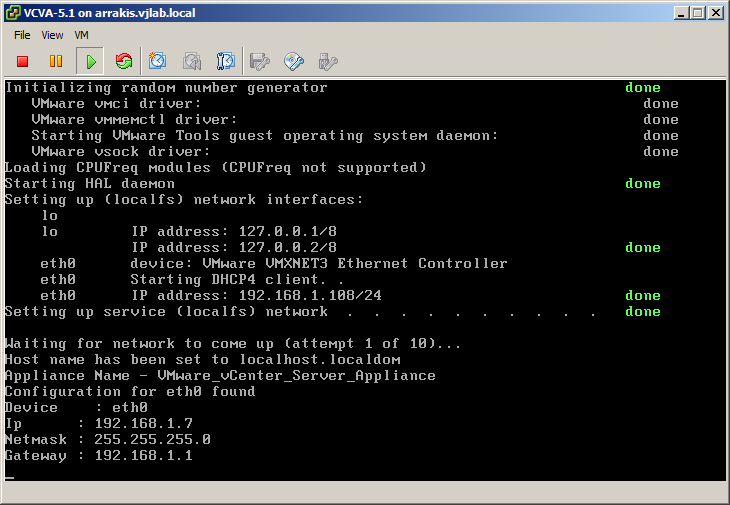 VCVA-5.1 on arrakis.vjlab.local
File View VM
Initializing random number generator done
VMware vmci driver: done
VMware vmmemctl driver: done
Starting VMware Tools guest operating system daemon: done
VMware vsock driver: done
Loading CPUFreq modules (CPUFreq not supported)
Starting HAL daemon done
Setting up (localfs) network interfaces:
lo
lo IP address: 127.0.0.1/8
IP address: 127.0.0.2/8 done
eth0 device: VMware VMXNET3 Ethernet Controller
eth0 Starting DHCP4 client. .
eth0 IP address: 192.168.1.108/24 done
Setting up service (localfs) network . . . . . . . . . . done
Waiting for network to come up (attempt 1 of 10)...
Host name has been set to localhost.localdom
Appliance Name - VMware_vCenter_Server_Appliance
Configuration for eth0 found
Device : eth0
Ip : 192.168.1.7
Netmask : 255.255.255.0
Gateway : 192.168.1.1
_